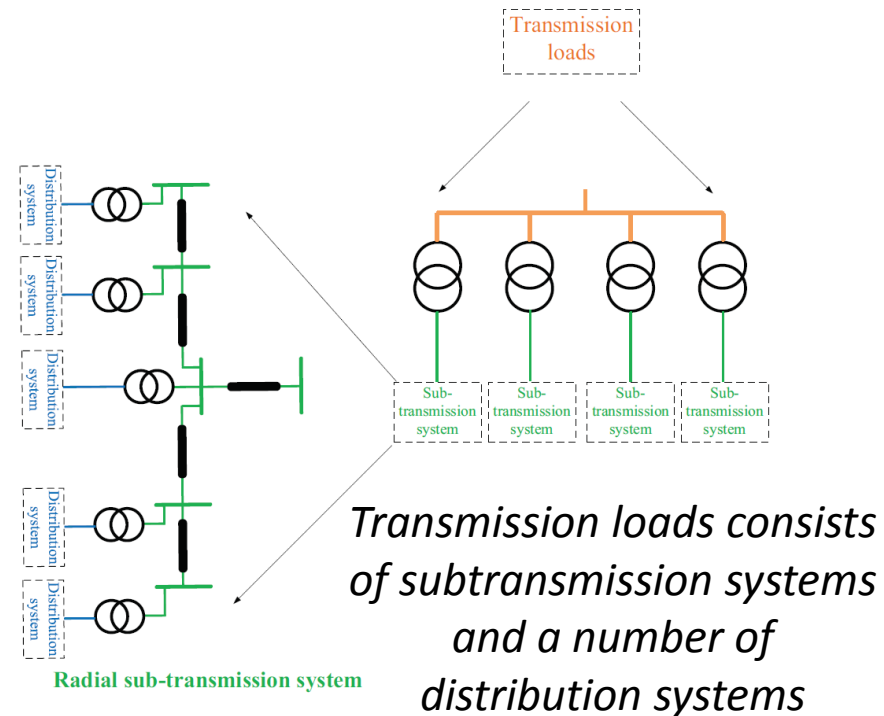 Transmission
loads
Distribution
system
Distribution
system
Distribution
system
Distribution
system
Distribution
system
Sub-
transmission
system
Sub-
transmission
system
Sub-
transmission
system
Sub-
transmission
system
Radial sub-transmission system
Transmission loads consists
of subtransmission systems
and a number of
distribution systems